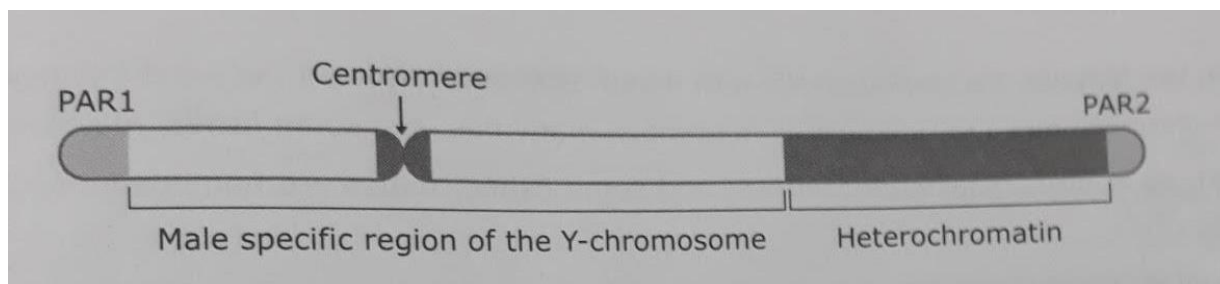 Centromere
PAR1
PAR2
Male specific region of the Y-chromosome
Heterochromatin